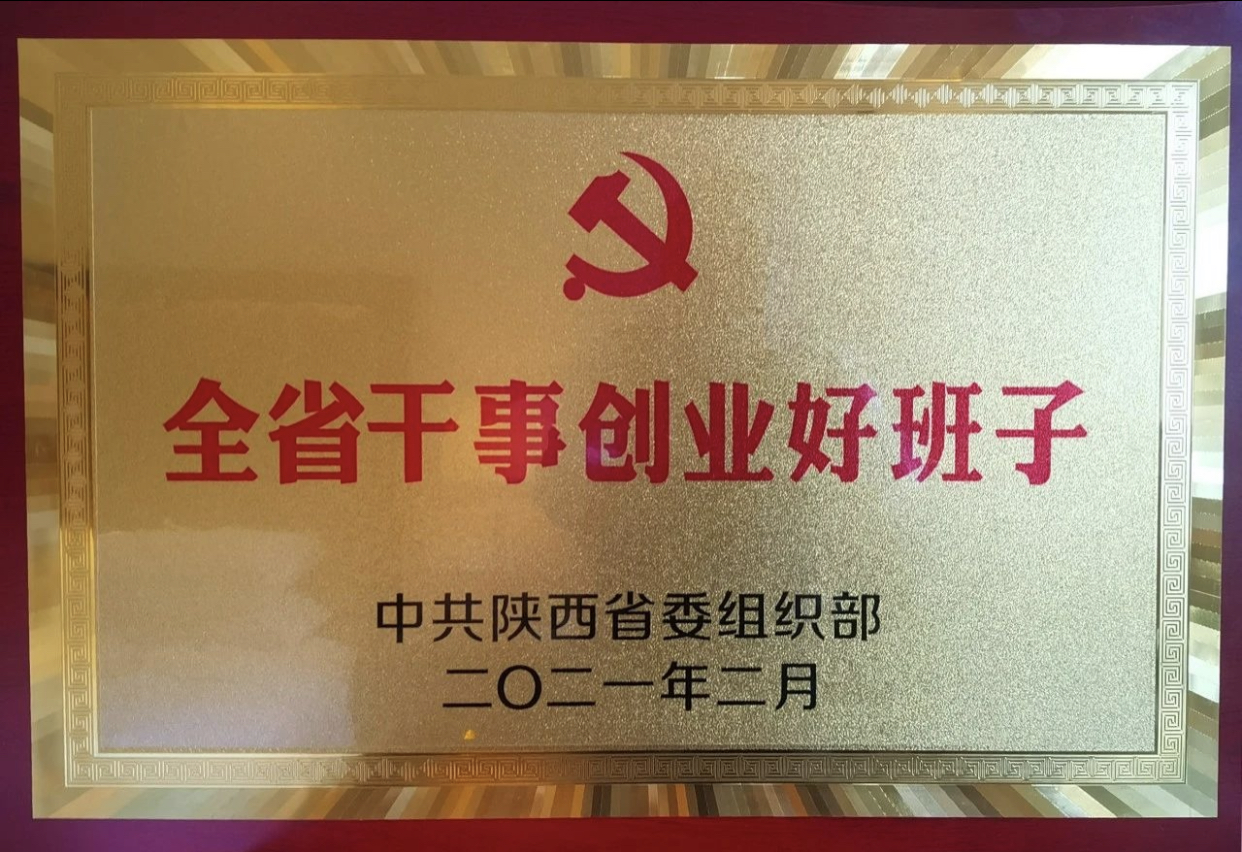 全省干事创业好班子
中共陕西省委组织部
二〇二一年二月